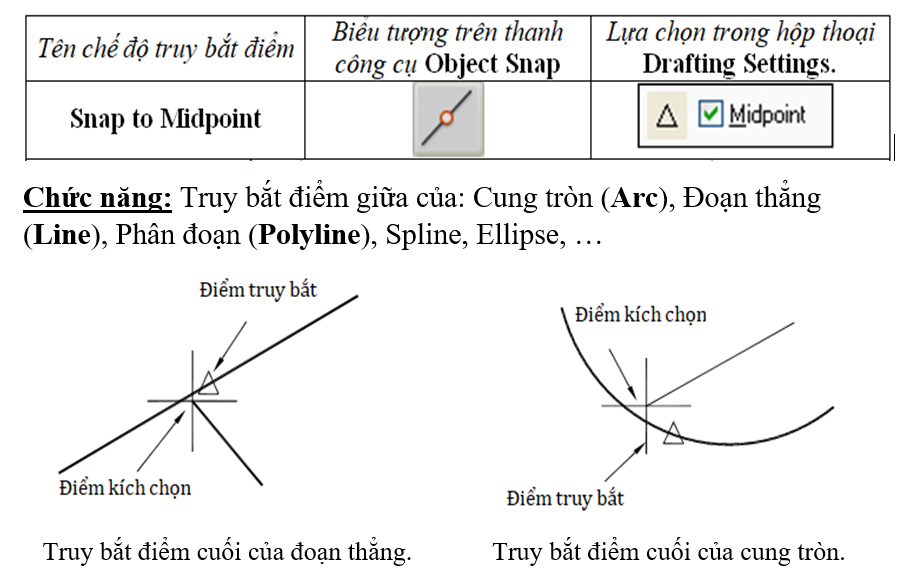 Tên chế độ truy bắt điểm
Biểu tượng trên thanh
công cụ Object Snap
Lựa chọn trong hộp thoại
Drafting Settings.
Snap to Midpoint
Midpoint
Chức năng: Truy bắt điểm giữa của: Cung tròn (Arc), Đoạn thẳng
(Line), Phân đoạn (Polyline), Spline, Ellipse, …
Điểm truy bắt
Điểm kích chọn
Điểm kích chọn
Điểm truy bắt
Truy bắt điểm cuối của đoạn thẳng.
Truy bắt điểm cuối của cung tròn.